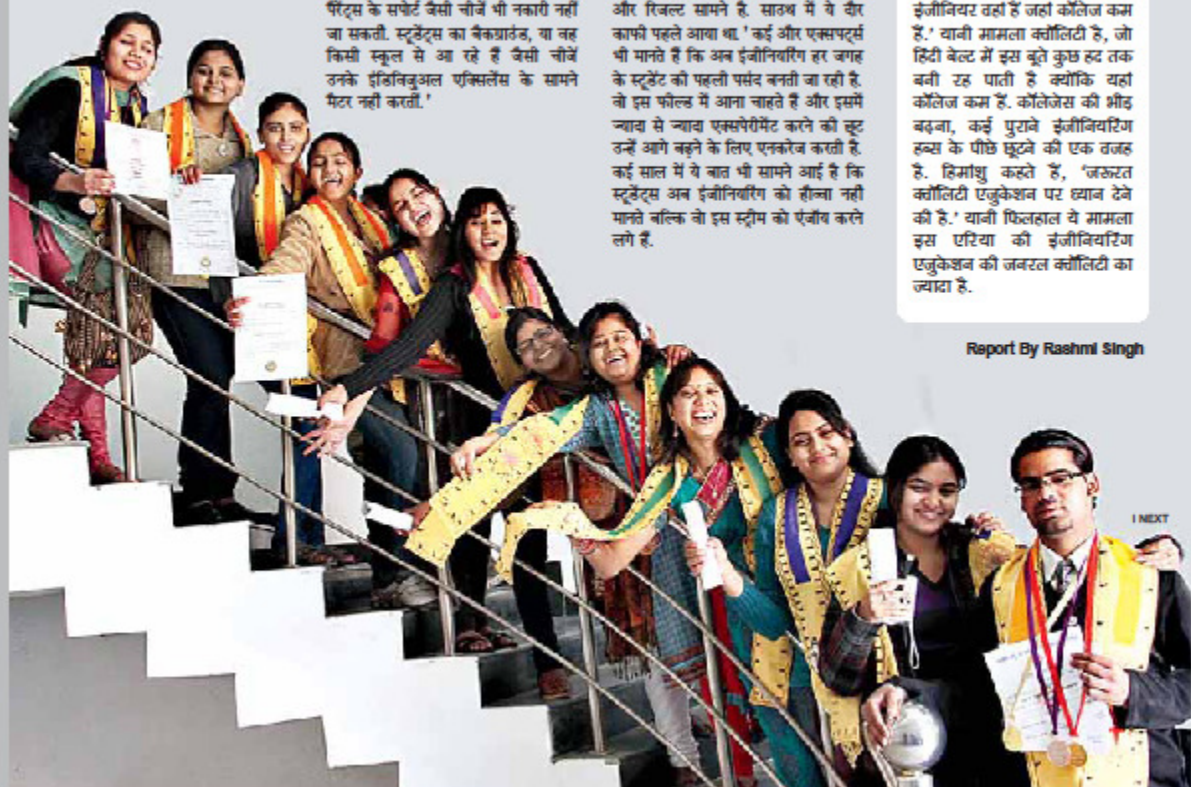 पैरेंट्स के सपोर्ट जैसी चीजें भी नकारी नहीं
जा सकतीं. स्टूडेंट्स का बैकग्राउंड, या वह
किसी स्कूल से आ रहे हैं जैसी चीजें
उनके इंडिविजुअल एक्सिलेंस के सामने
मैटर नहीं करतीं.'
और रिजल्ट सामने है. साउथ में ये दौर
काफी पहले आया था.' कई और एक्सपर्ट्स
भी मानते हैं कि अब इंजीनियरिंग हर जगह
के स्टूडेंट की पहली पसंद बनती जा रही है.
वो इस फील्ड में आना चाहते हैं और इसमें
ज्यादा से ज्यादा एक्सपेरीमेंट करने की छूट
उन्हें आगे बढ़ने के लिए एनकरेज करती है.
कई साल में ये बात भी सामने आई है कि
स्टूडेंट्स अब इंजीनियरिंग को हौव्वा नहीं
मानते बल्कि वो इस स्ट्रीम को एंजॉय करने
लगे हैं.
इंजीनियर वहां हैं जहां कॉलेज कम
हैं.' यानी मामला क्वॉलिटी है, जो
हिंदी बेल्ट में इस बूते कुछ हद तक
बनी रह पाती है क्योंकि यहां
कॉलेज कम हैं. कॉलेजेस की भीड़
बढ़ना, कई पुराने इंजीनियरिंग
हब्स के पीछे छूटने की एक वजह
है. हिमांशु कहते हैं, 'जरूरत
क्वॉलिटी एजुकेशन पर ध्यान देने
की है.' यानी फिलहाल ये मामला
इस एरिया की इंजीनियरिंग
एजुकेशन की जनरल क्वॉलिटी का
ज्यादा है.
Report By Rashmi Singh
I NEXT